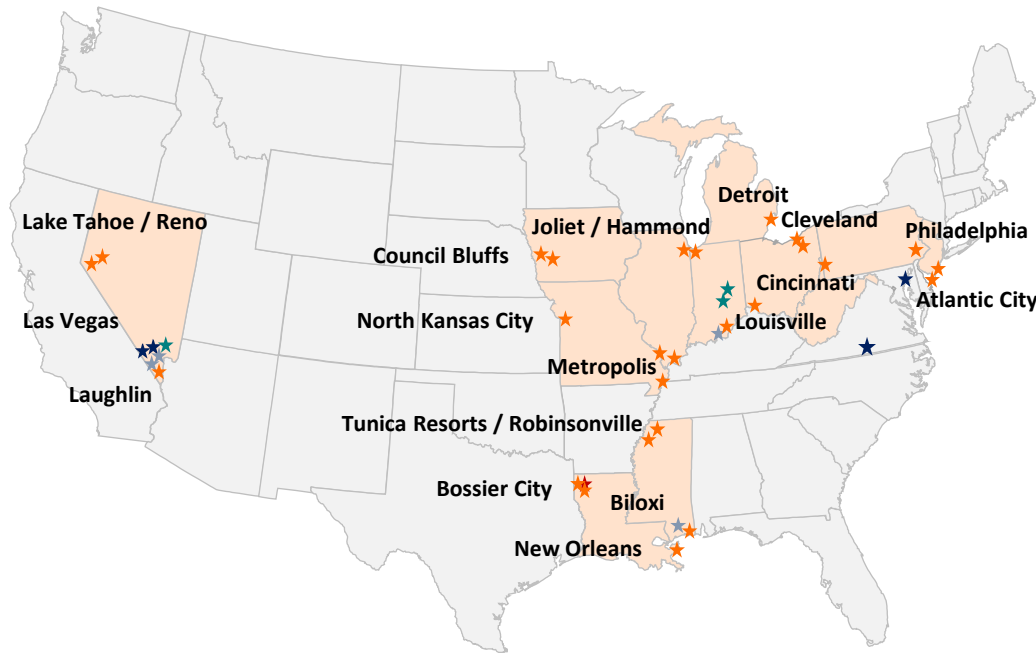 Detroit
Lake Tahoe / Reno
Joliet / Hammond
Cleveland
Philadelphia
Council Bluffs
Cincinnati
Atlantic City
Las Vegas
North Kansas City
Louisville
Metropolis
Laughlin
Tunica Resorts / Robinsonville
Bossier City
Biloxi
New Orleans